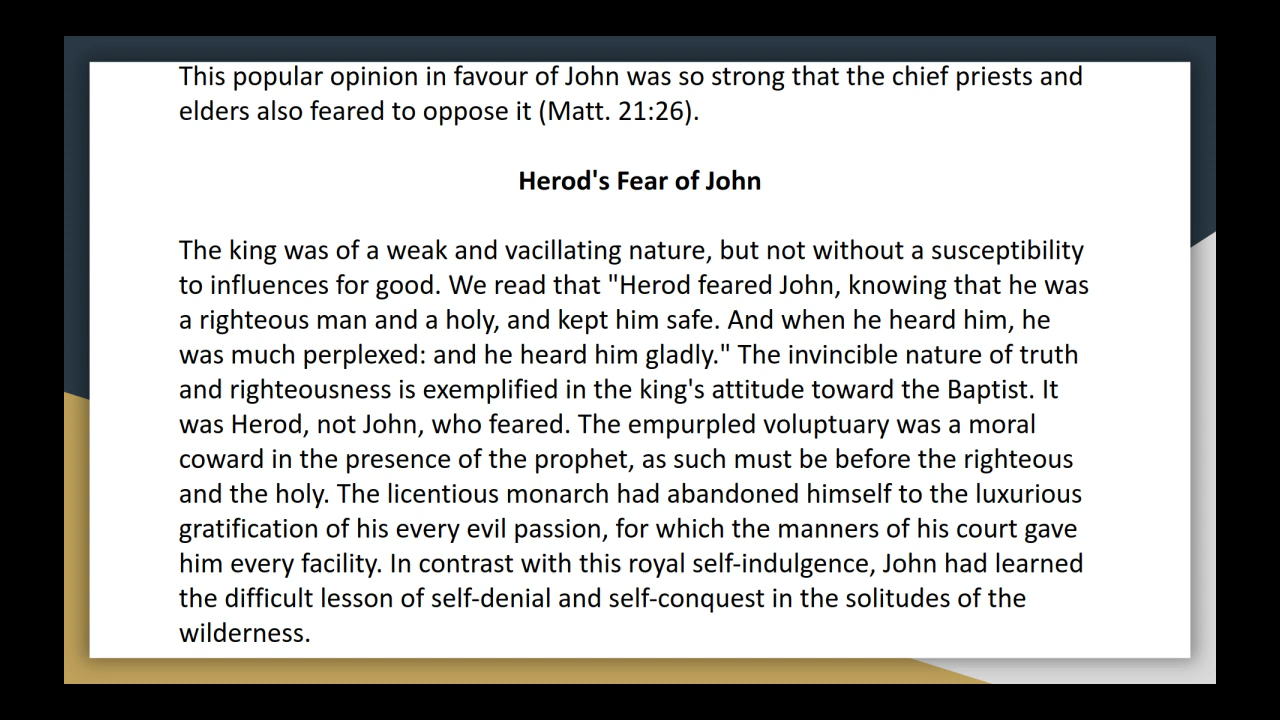 This popular opinion in favour of John was so strong that the chief priests and
elders also feared to oppose it (Matt. 21:26).
Herod's Fear of John
The king was of a weak and vacillating nature, but not without a susceptibility
to influences for good. We read that "Herod feared John, knowing that he was
a righteous man and a holy, and kept him safe. And when he heard him, he
was much perplexed: and he heard him gladly." The invincible nature of truth
and righteousness is exemplified in the king's attitude toward the Baptist. It
was Herod, not John, who feared. The empurpled voluptuary was a moral
coward in the presence of the prophet, as such must be before the righteous
and the holy. The licentious monarch had abandoned himself to the luxurious
gratification of his every evil passion, for which the manners of his court gave
him every facility. In contrast with this royal self-indulgence, John had learned
the difficult lesson of self-denial and self-conquest in the solitudes of the
wilderness.